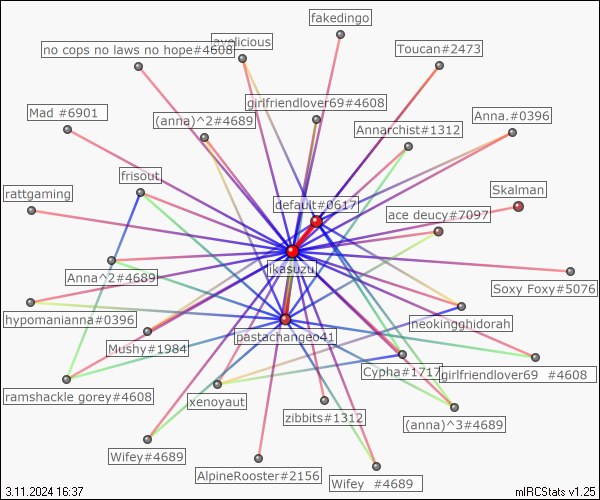 fakedingo
no cops no laws no hope#4608
Toucan#2473
girlfriendlover69#4608
Mad #6901
(anna)^2#4689
Annarchist#1312
Anna.#0396
frisout
rattgaming
default#0617
Skalman
ace deucy#7097
ikasuzu
Anna^2#4689
Soxy Foxy#5076
hypomanianna#0396
neokingghidorah
pastachangeo41
Mushy#1984
Cypha#1717
girlfriendlover69 #4608
ramshackle gorey#4608
xenoyaut
zibbits#1312
(anna)^3#4689
Wifey#4689
AlpineRooster#2156
Wifey #4689
3.11.2024 16:37
mIRCStats v1.25